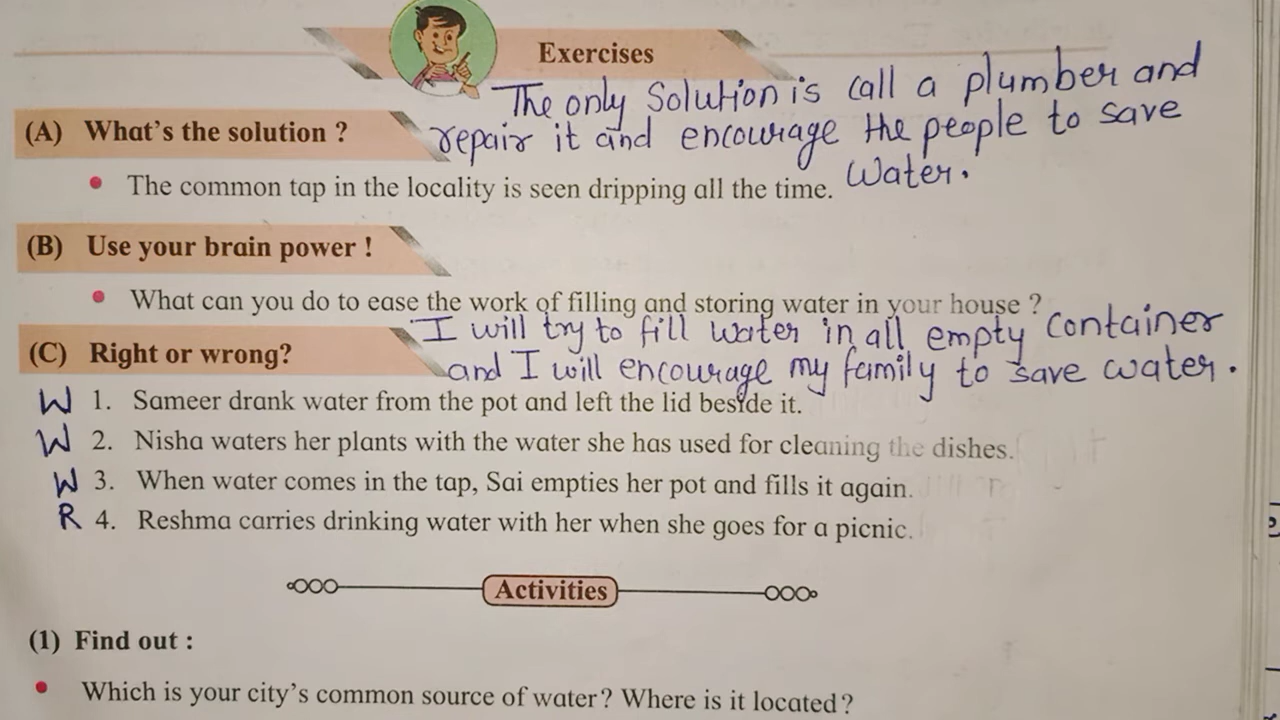 Exercises
The only Solution is call a plumber and
(A) What's the solution ?
repair it and encourage the people to save
Water.
• The common tap in the locality is seen dripping all the time.
(B) Use your brain power !
• What can you do to ease the work of filling and storing water in your house ?
I will try to fill water in all empty container
(C) Right or wrong?
and I will encourage my family to save water.
W 1. Sameer drank water from the pot and left the lid beside it.
W 2. Nisha waters her plants with the water she has used for cleaning the dishes.
W 3. When water comes in the tap, Sai empties her pot and fills it again.
R 4. Reshma carries drinking water with her when she goes for a picnic.
Activities
(1) Find out :
• Which is your city's common source of water? Where is it located?